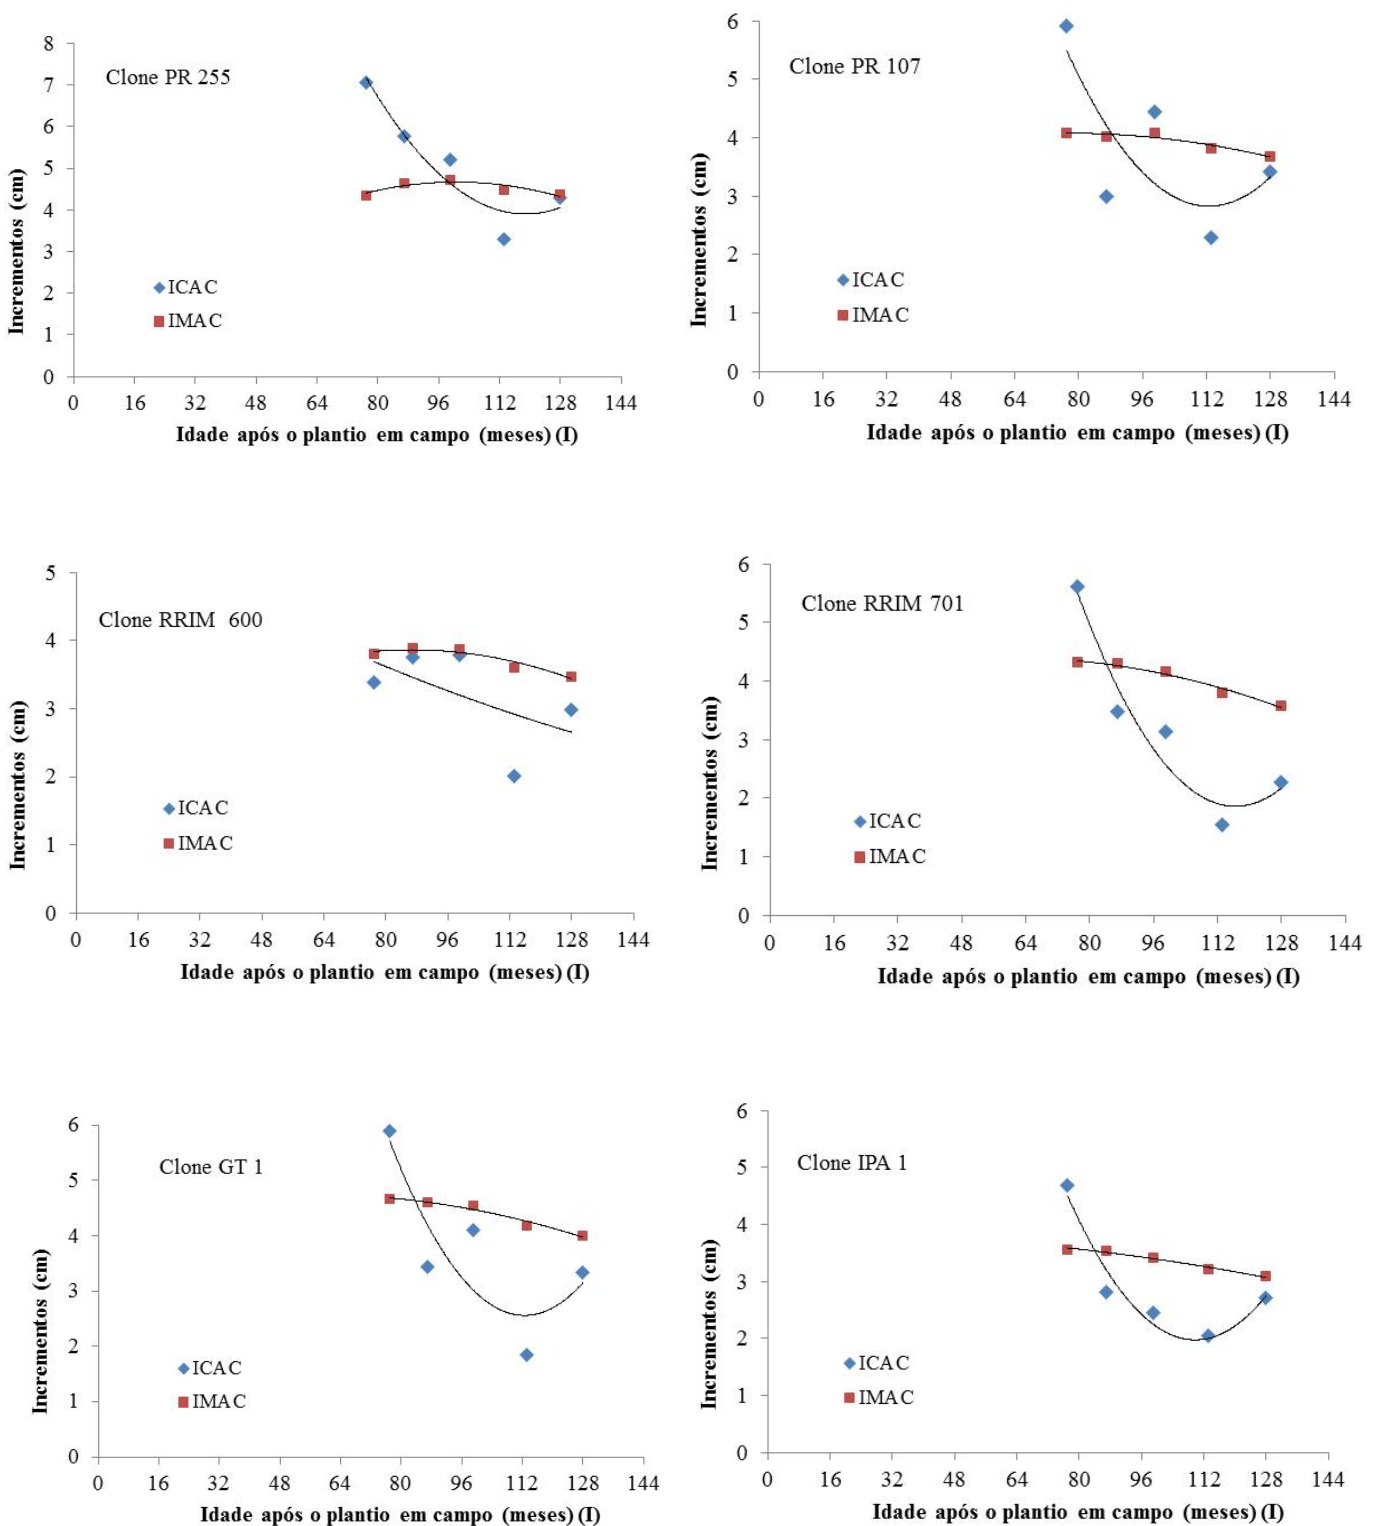 8
7
6
5
4
3
2
1
0
Clone PR 255
Incrementos (cm)
ICAC
IMAC
0 16 32 48 64 80 96 112 128 144
Idade após o plantio em campo (meses) (I)
6
5
4
3
2
1
0
Clone PR 107
Incrementos (cm)
ICAC
IMAC
0 16 32 48 64 80 96 112 128 144
Idade após o plantio em campo (meses) (I)
5
4
3
2
1
0
Clone RRIM 600
Incrementos (cm)
ICAC
IMAC
0 16 32 48 64 80 96 112 128 144
Idade após o plantio em campo (meses) (I)
6
5
4
3
2
1
0
Clone RRIM 701
Incrementos (cm)
ICAC
IMAC
0 16 32 48 64 80 96 112 128 144
Idade após o plantio em campo (meses) (I)
6
5
4
3
2
1
0
Clone GT 1
Incrementos (cm)
ICAC
IMAC
0 16 32 48 64 80 96 112 128 144
Idade após o plantio em campo (meses) (I)
6
5
4
3
2
1
0
Clone IPA 1
Incrementos (cm)
ICAC
IMAC
0 16 32 48 64 80 96 112 128 144
Idade após o plantio em campo (meses) (I)